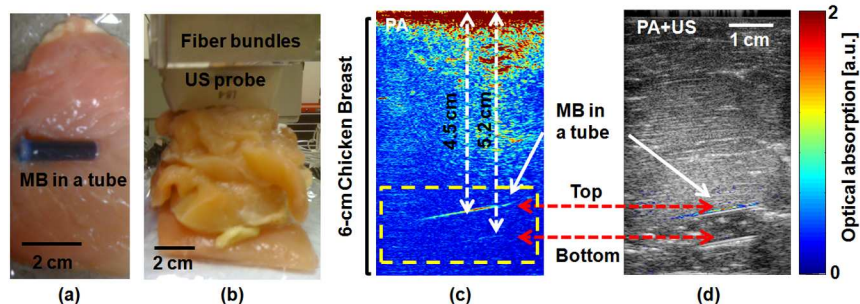 MB in a tube
2 cm
(a)
Fiber bundles
US probe
2 cm
(b)
6-cm Chicken Breast
PA
4.5 cm
5.2 cm
(c)
MB in
a tube
Top
Bottom
PA+US
1 cm
(d)
2
0
Optical absorption [a.u.]